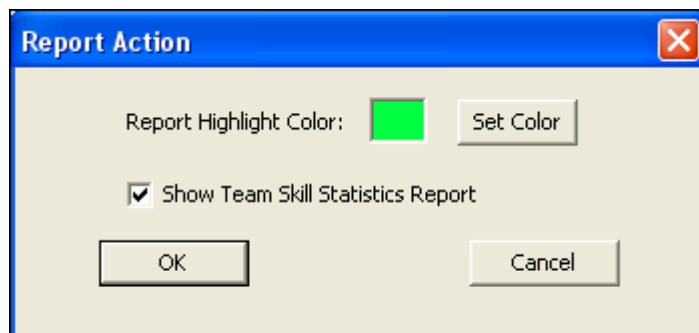 Report Action
Report Highlight Color: Set Color
Show Team Skill Statistics Report
OK Cancel